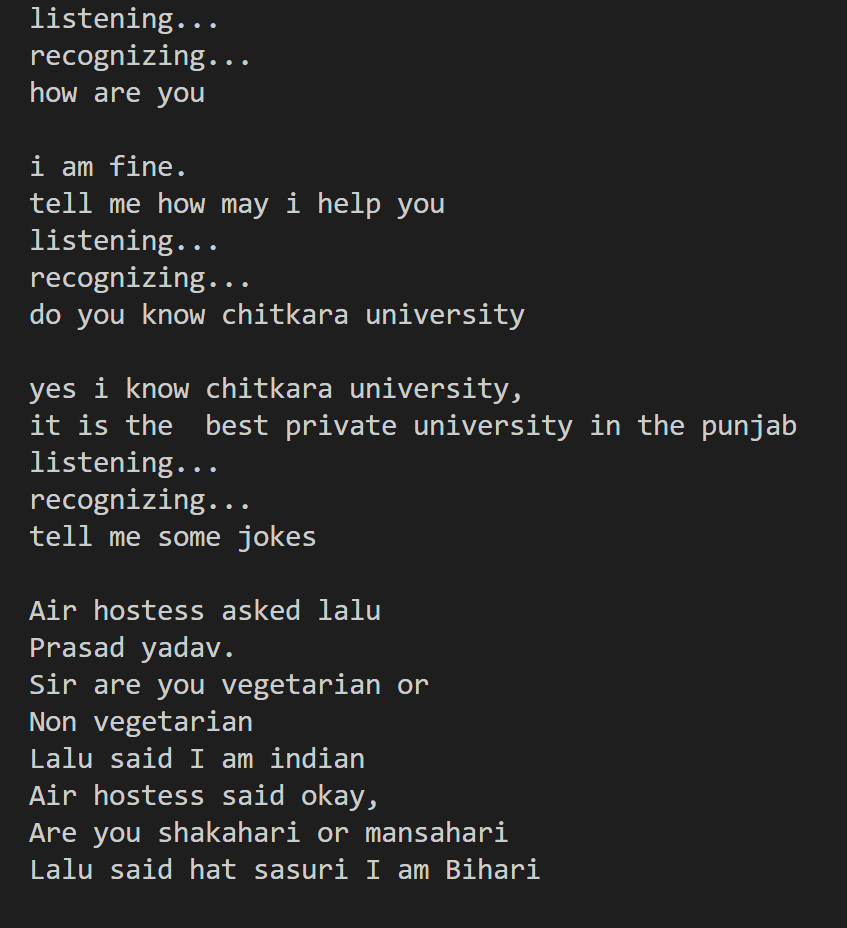 listening...
recognizing...
how are you
i am fine.
tell me how may i help you
listening...
recognizing...
do you know chitkara university
yes i know chitkara university,
it is the  best private university in the punjab
listening...
recognizing...
tell me some jokes
Air hostess asked lalu
Prasad yadav.
Sir are you vegetarian or
Non vegetarian
Lalu said I am indian
Air hostess said okay,
Are you shakahari or mansahari
Lalu said hat sasuri I am Bihari